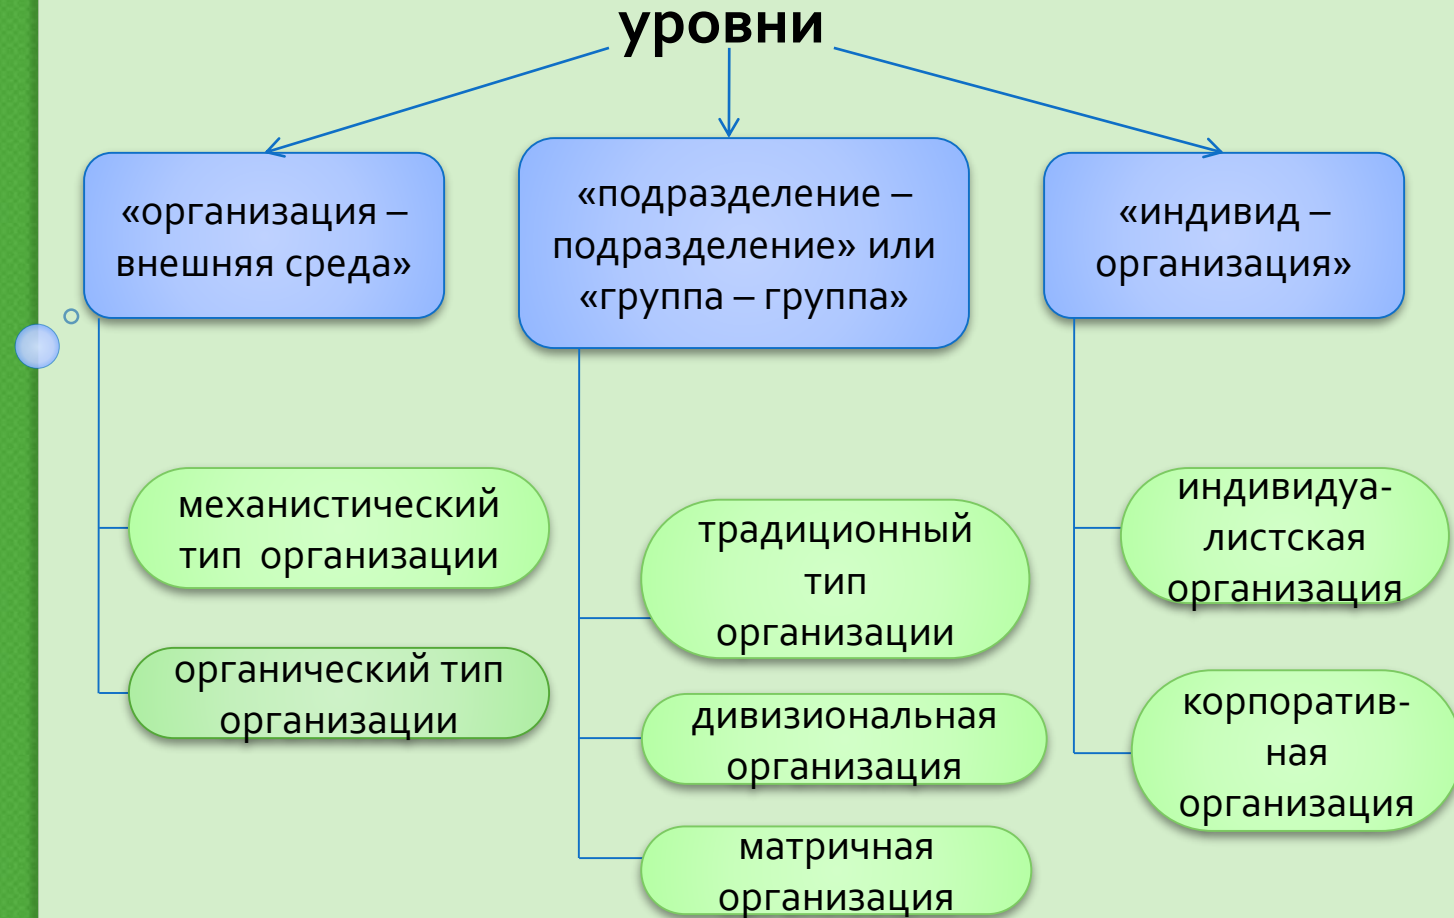 уровни
«организация –
внешняя среда»
«подразделение –
подразделение» или
«группа – группа»
«индивид –
организация»
механистический
тип  организации
органический тип
организации
традиционный
тип
организации
дивизиональная
организация
матричная
организация
индивидуа-
листская
организация
корпоратив-
ная
организация